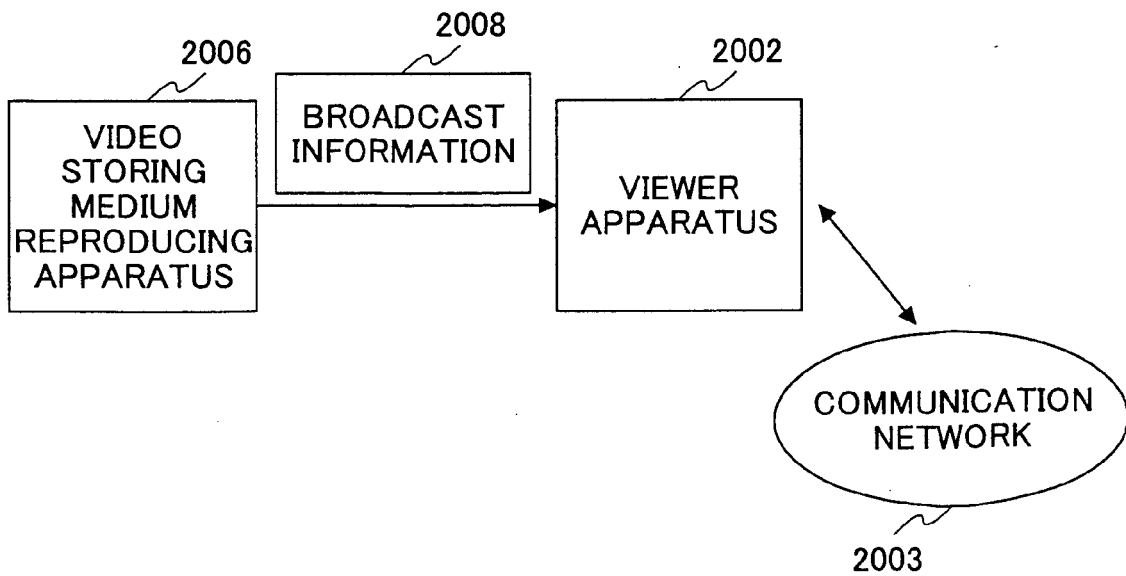 2006
2008
2002
VIDEO
STORING
MEDIUM
REPRODUCING
APPARATUS
BROADCAST
INFORMATION
VIEWER
APPARATUS
COMMUNICATION
NETWORK
2003